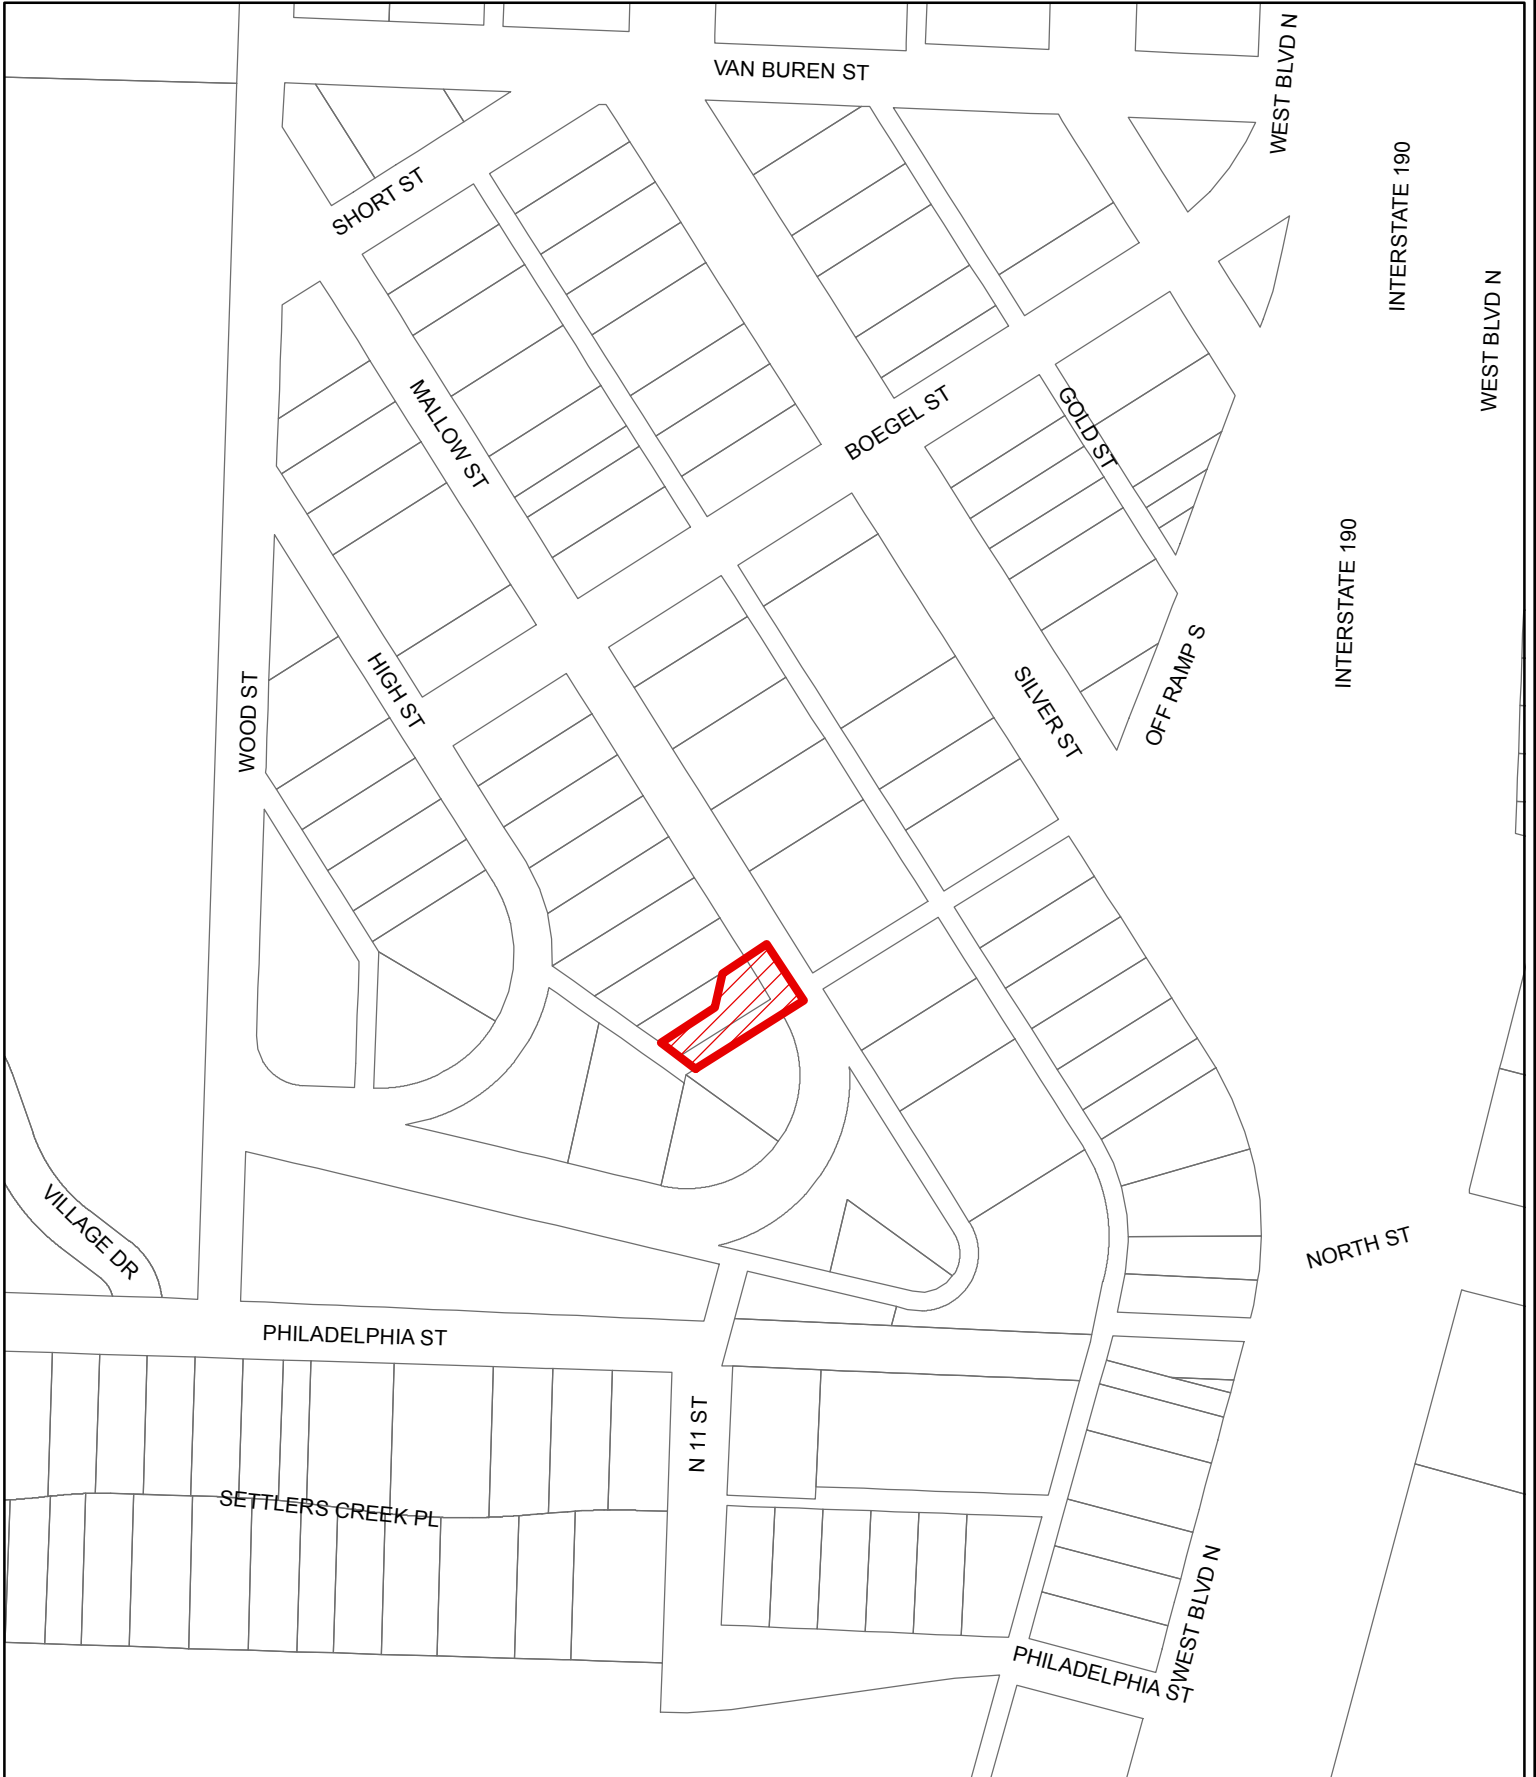 VAN BUREN ST
WEST BLVD N
SHORT ST
INTERSTATE 190
WEST BLVD N
MALLOW ST
BOEGEL ST
GOLD ST
INTERSTATE 190
WOOD ST
HIGH ST
SILVER ST
OFF RAMP S
VILLAGE DR
NORTH ST
PHILADELPHIA ST
N 11 ST
SETTLERS CREEK PL
WEST BLVD N
PHILADELPHIA ST